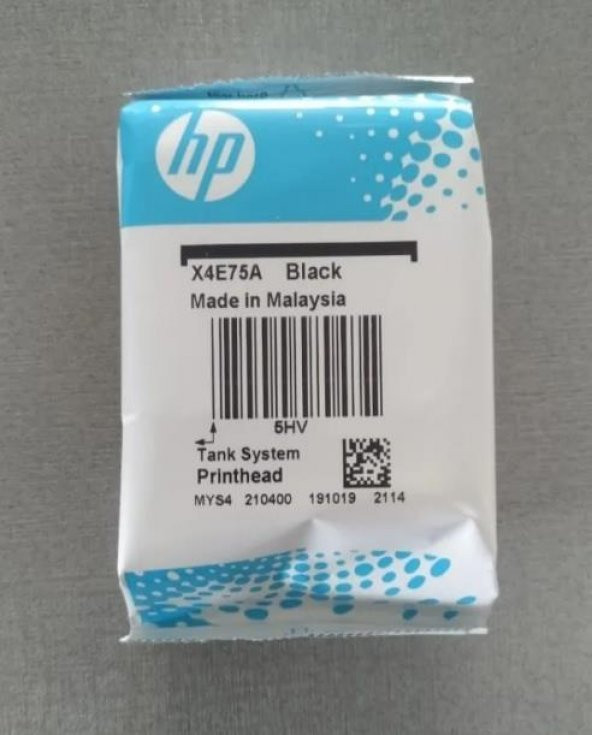 hp
X4E75A Black
Made in Malaysia
5HV
Tank System
Printhead
MYS4 210400 191019 2114